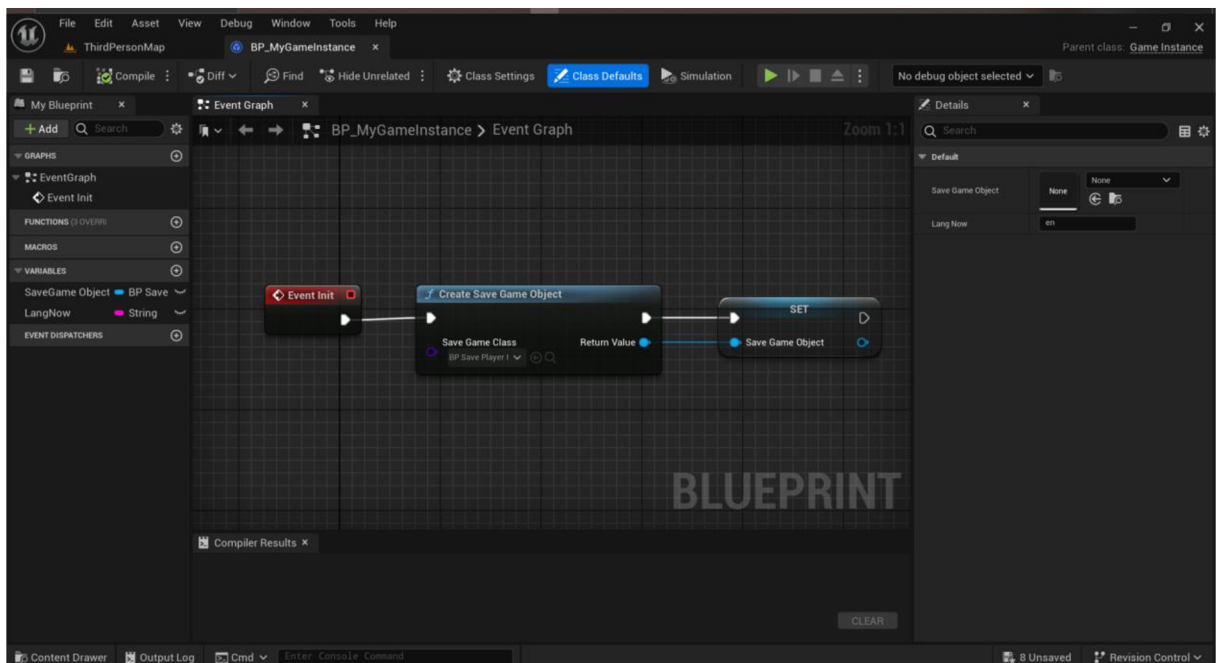 File Edit Asset View Debug Window Tools Help
ThirdPersonMap
BP_MyGameInstance
Parent class: Game Instance
Compile
Diff
Find
Hide Unrelated
Class Settings
Class Defaults
Simulation
No debug object selected
My Blueprint
Event Graph
Details
+ Add
Search
BP_MyGameInstance > Event Graph
Zoom 1:1
Search
GRAPHS
EventGraph
Event Init
FUNCTIONS (3 OVERRI
MACROS
VARIABLES
SaveGame Object BP Save
LangNow String
EVENT DISPATCHERS
Event Init
Create Save Game Object
Save Game Class
BP Save Player I
Return Value
SET
Save Game Object
BLUEPRINT
Default
Save Game Object
None
None
Lang Now
en
Compiler Results
CLEAR
Content Drawer
Output Log
Cmd
Enter Console Command
8 Unsaved
Revision Control